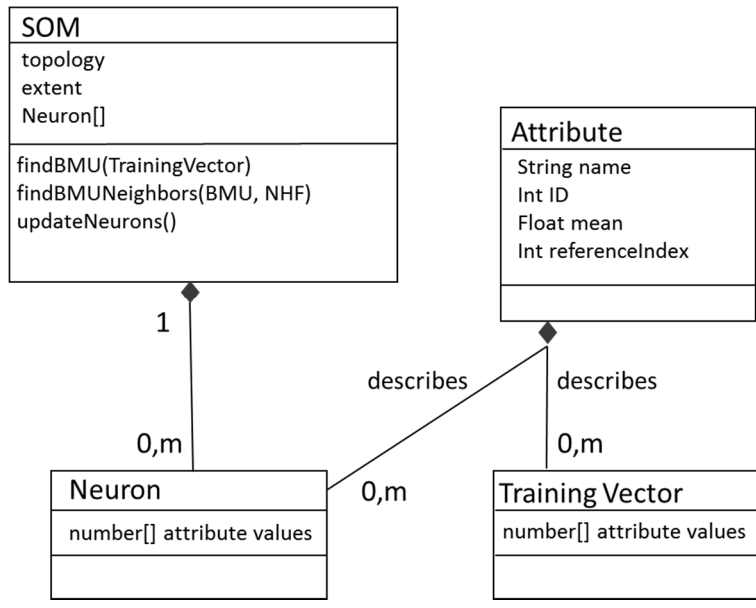 SOM
topology
extent
Neuron[]
findBMU(TrainingVector)
findBMUNeighbors(BMU, NHF)
updateNeurons()
Attribute
String name
Int ID
Float mean
Int referenceIndex
1
describes
describes
0,m
0,m
0,m
Neuron
number[] attribute values
Training Vector
number[] attribute values